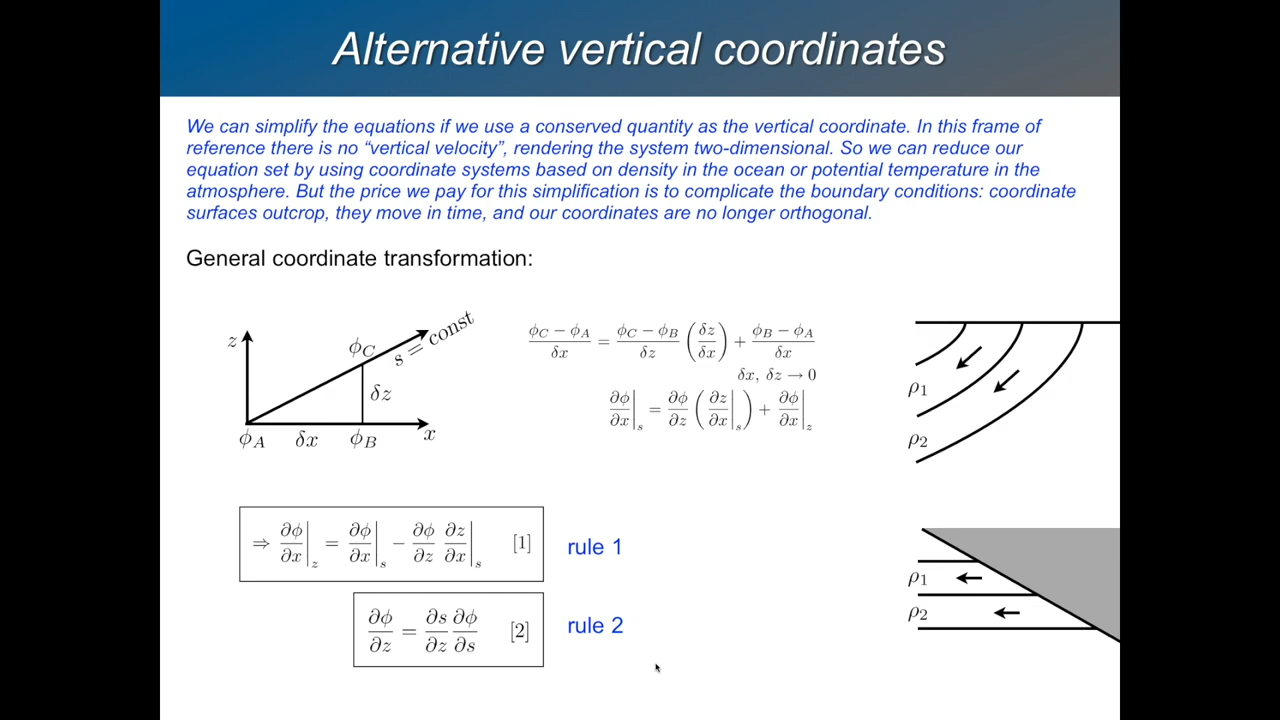 Alternative vertical coordinates
We can simplify the equations if we use a conserved quantity as the vertical coordinate. In this frame of
reference there is no “vertical velocity”, rendering the system two-dimensional. So we can reduce our
equation set by using coordinate systems based on density in the ocean or potential temperature in the
atmosphere. But the price we pay for this simplification is to complicate the boundary conditions: coordinate
surfaces outcrop, they move in time, and our coordinates are no longer orthogonal.
General coordinate transformation:
z
ϕ_C
s = const
δz
ϕ_A δx ϕ_B x
(ϕ_C − ϕ_A)/δx = (ϕ_C − ϕ_B)/δz (δz/δx) + (ϕ_B − ϕ_A)/δx
δx, δz → 0
∂ϕ/∂x|_s = ∂ϕ/∂z (∂z/∂x|_s) + ∂ϕ/∂x|_z
ρ1
ρ2
⇒ ∂ϕ/∂x|_z = ∂ϕ/∂x|_s − ∂ϕ/∂z ∂z/∂x|_s [1] rule 1
∂ϕ/∂z = ∂s/∂z ∂ϕ/∂s [2] rule 2
ρ1
ρ2